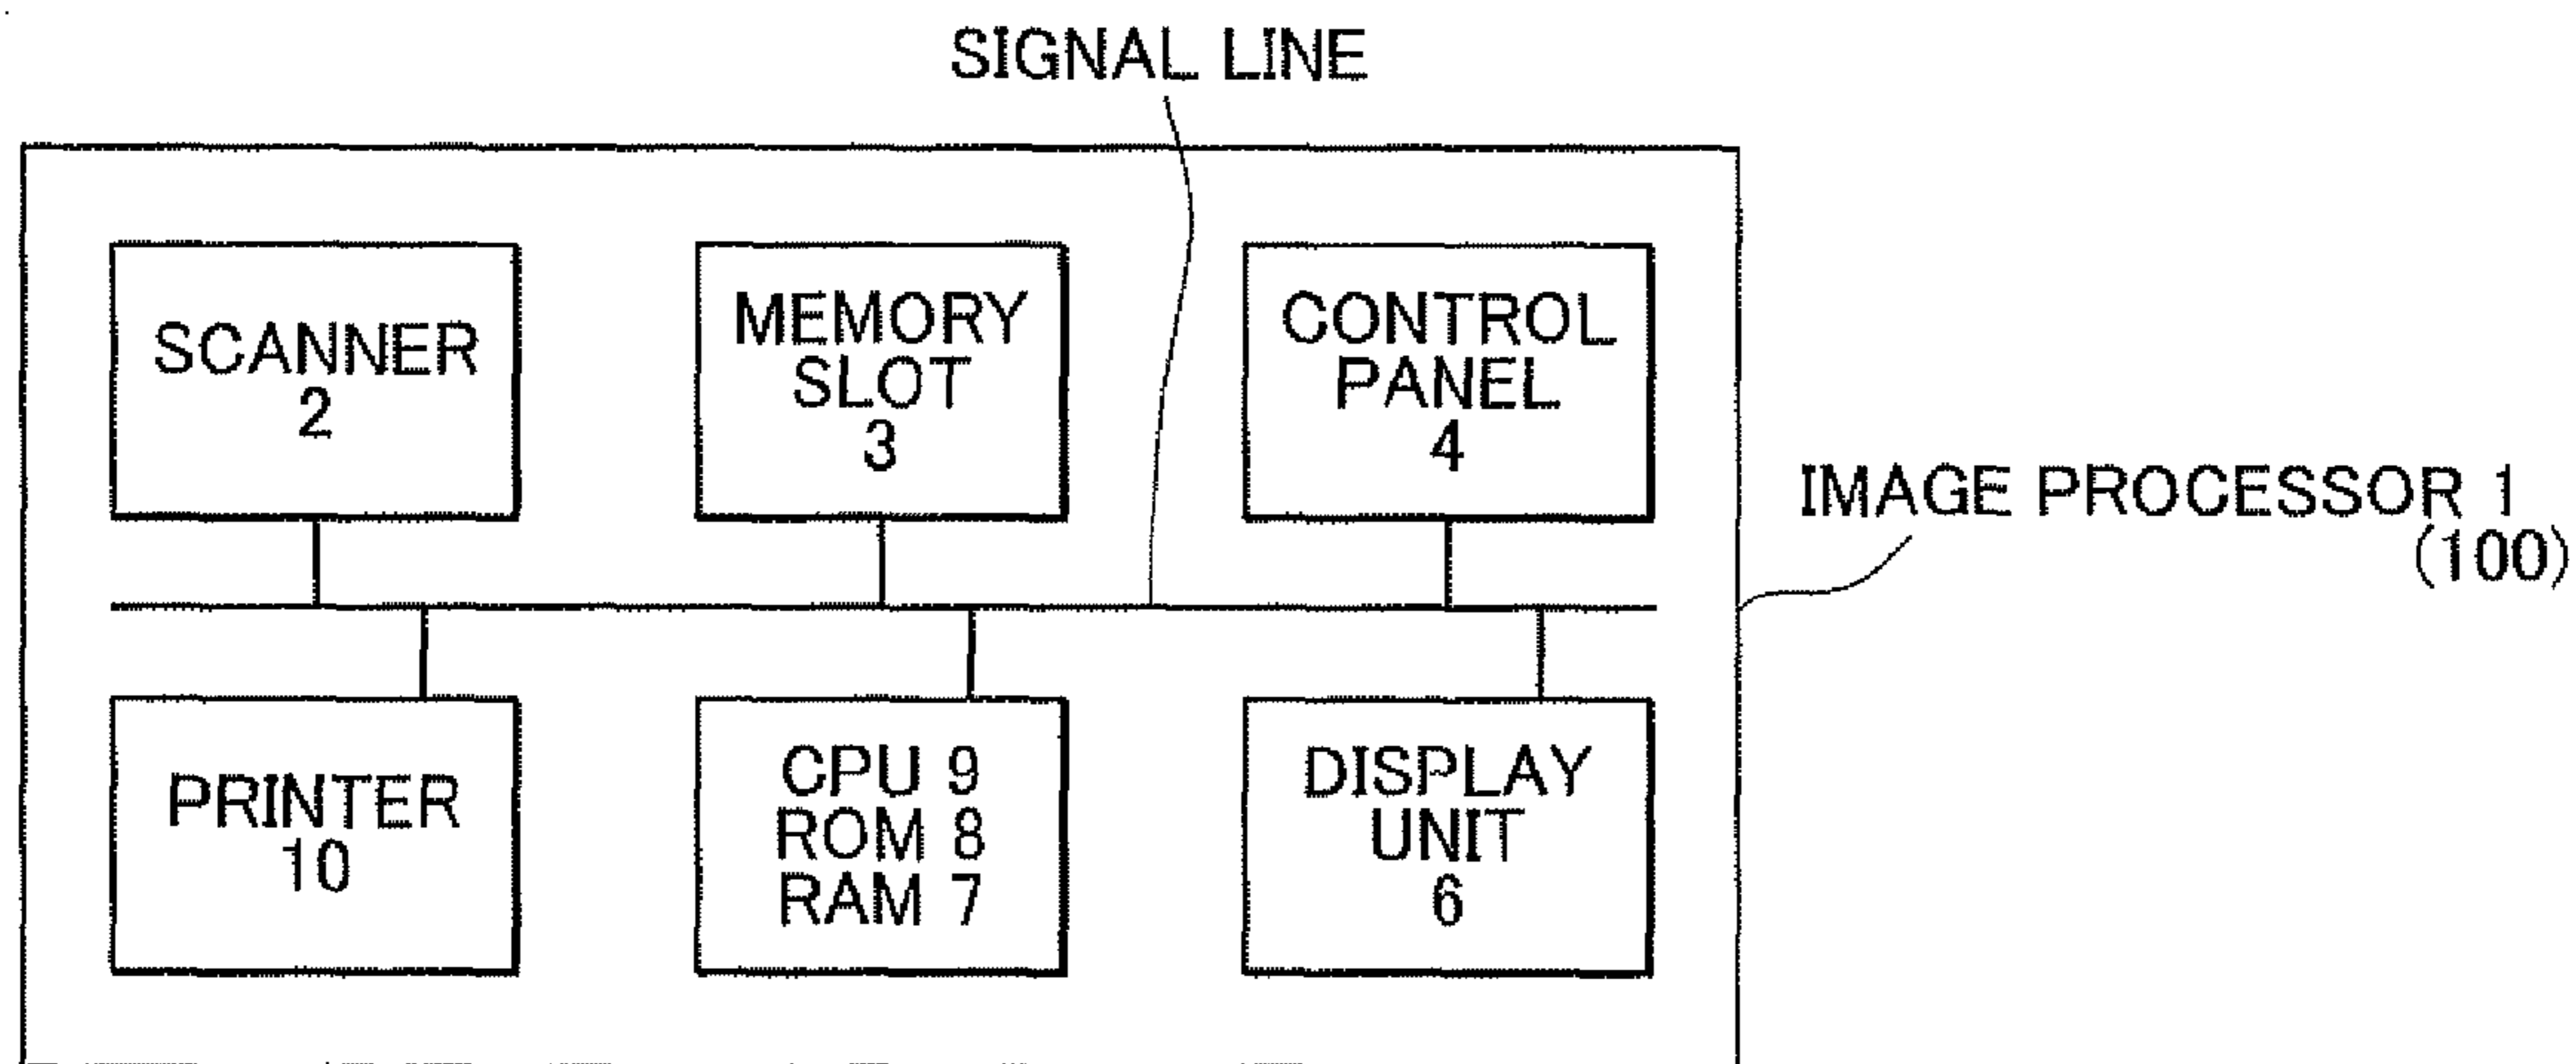 SIGNAL LINE
SCANNER
2
MEMORY
SLOT
3
CONTROL
PANEL
4
IMAGE PROCESSOR 1
(100)
PRINTER
10
CPU 9
ROM 8
RAM 7
DISPLAY
UNIT
6